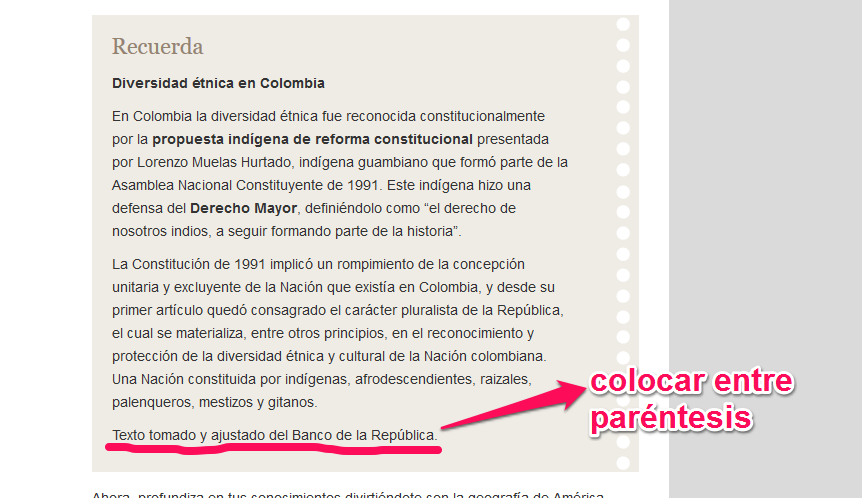 Recuerda
Diversidad étnica en Colombia
En Colombia la diversidad étnica fue reconocida constitucionalmente
por la propuesta indígena de reforma constitucional presentada
por Lorenzo Muelas Hurtado, indígena guambiano que formó parte de la
Asamblea Nacional Constituyente de 1991. Este indígena hizo una
defensa del Derecho Mayor, definiéndolo como “el derecho de
nosotros indios, a seguir formando parte de la historia”.
La Constitución de 1991 implicó un rompimiento de la concepción
unitaria y excluyente de la Nación que existía en Colombia, y desde su
primer artículo quedó consagrado el carácter pluralista de la República,
el cual se materializa, entre otros principios, en el reconocimiento y
protección de la diversidad étnica y cultural de la Nación colombiana.
Una Nación constituida por indígenas, afrodescendientes, raizales,
palenqueros, mestizos y gitanos.
Texto tomado y ajustado del Banco de la República.
colocar entre
paréntesis
Ahora, profundiza en tus conocimientos divirtiéndote con la geografía de América